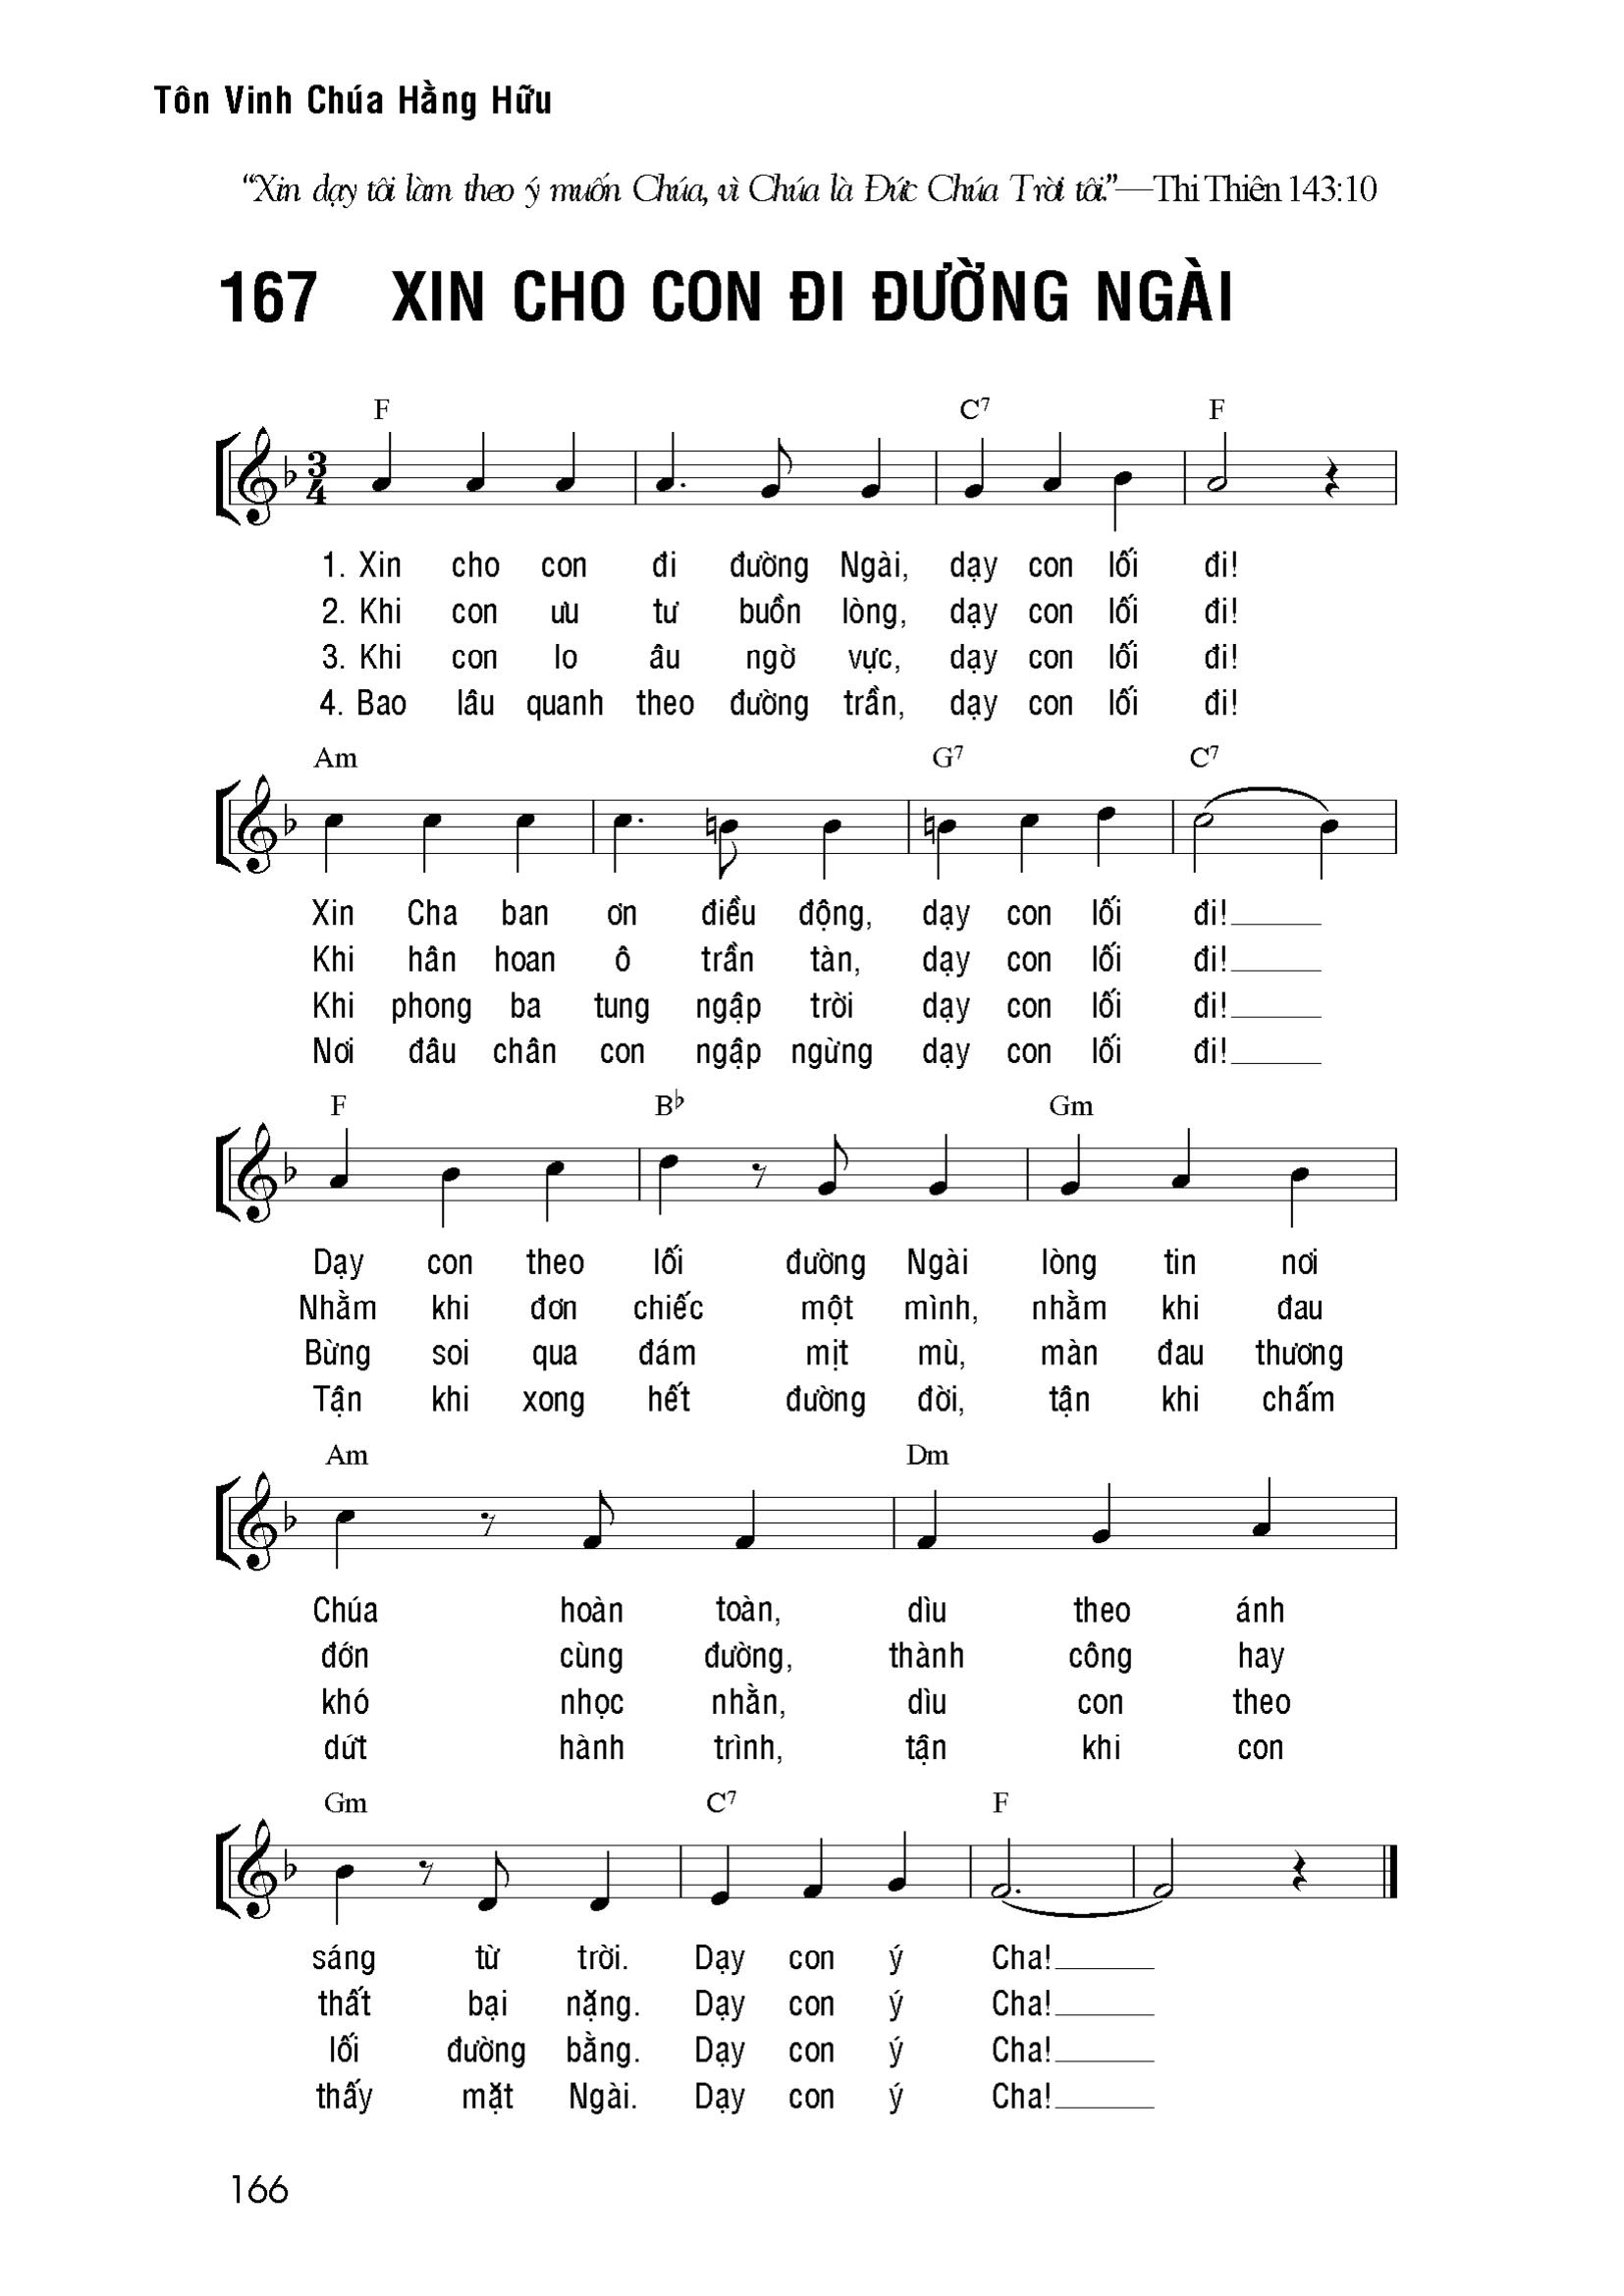 Tôn Vinh Chúa Hằng Hữu
“Xin dạy tôi làm theo ý muốn Chúa, vì Chúa là Đức Chúa Trời tôi.”—Thi Thiên 143:10
167 XIN CHO CON ĐI ĐƯỜNG NGÀI
F C7 F
3
4
1. Xin cho con đi đường Ngài, dạy con lối đi!
2. Khi con ưu tư buồn lòng, dạy con lối đi!
3. Khi con lo âu ngờ vực, dạy con lối đi!
4. Bao lâu quanh theo đường trần, dạy con lối đi!
Am G7 C7
Xin Cha ban ơn điều động, dạy con lối đi!
Khi hân hoan ô trần tàn, dạy con lối đi!
Khi phong ba tung ngập trời dạy con lối đi!
Nơi đâu chân con ngập ngừng dạy con lối đi!
F B♭ Gm
Dạy con theo lối đường Ngài lòng tin nơi
Nhằm khi đơn chiếc một mình, nhằm khi đau
Bừng soi qua đám mịt mù, màn đau thương
Tận khi xong hết đường đời, tận khi chấm
Am Dm
Chúa hoàn toàn, dìu theo ánh
đớn cùng đường, thành công hay
khó nhọc nhằn, dìu con theo
dứt hành trình, tận khi con
Gm C7 F
sáng từ trời. Dạy con ý Cha!
thất bại nặng. Dạy con ý Cha!
lối đường bằng. Dạy con ý Cha!
thấy mặt Ngài. Dạy con ý Cha!
166